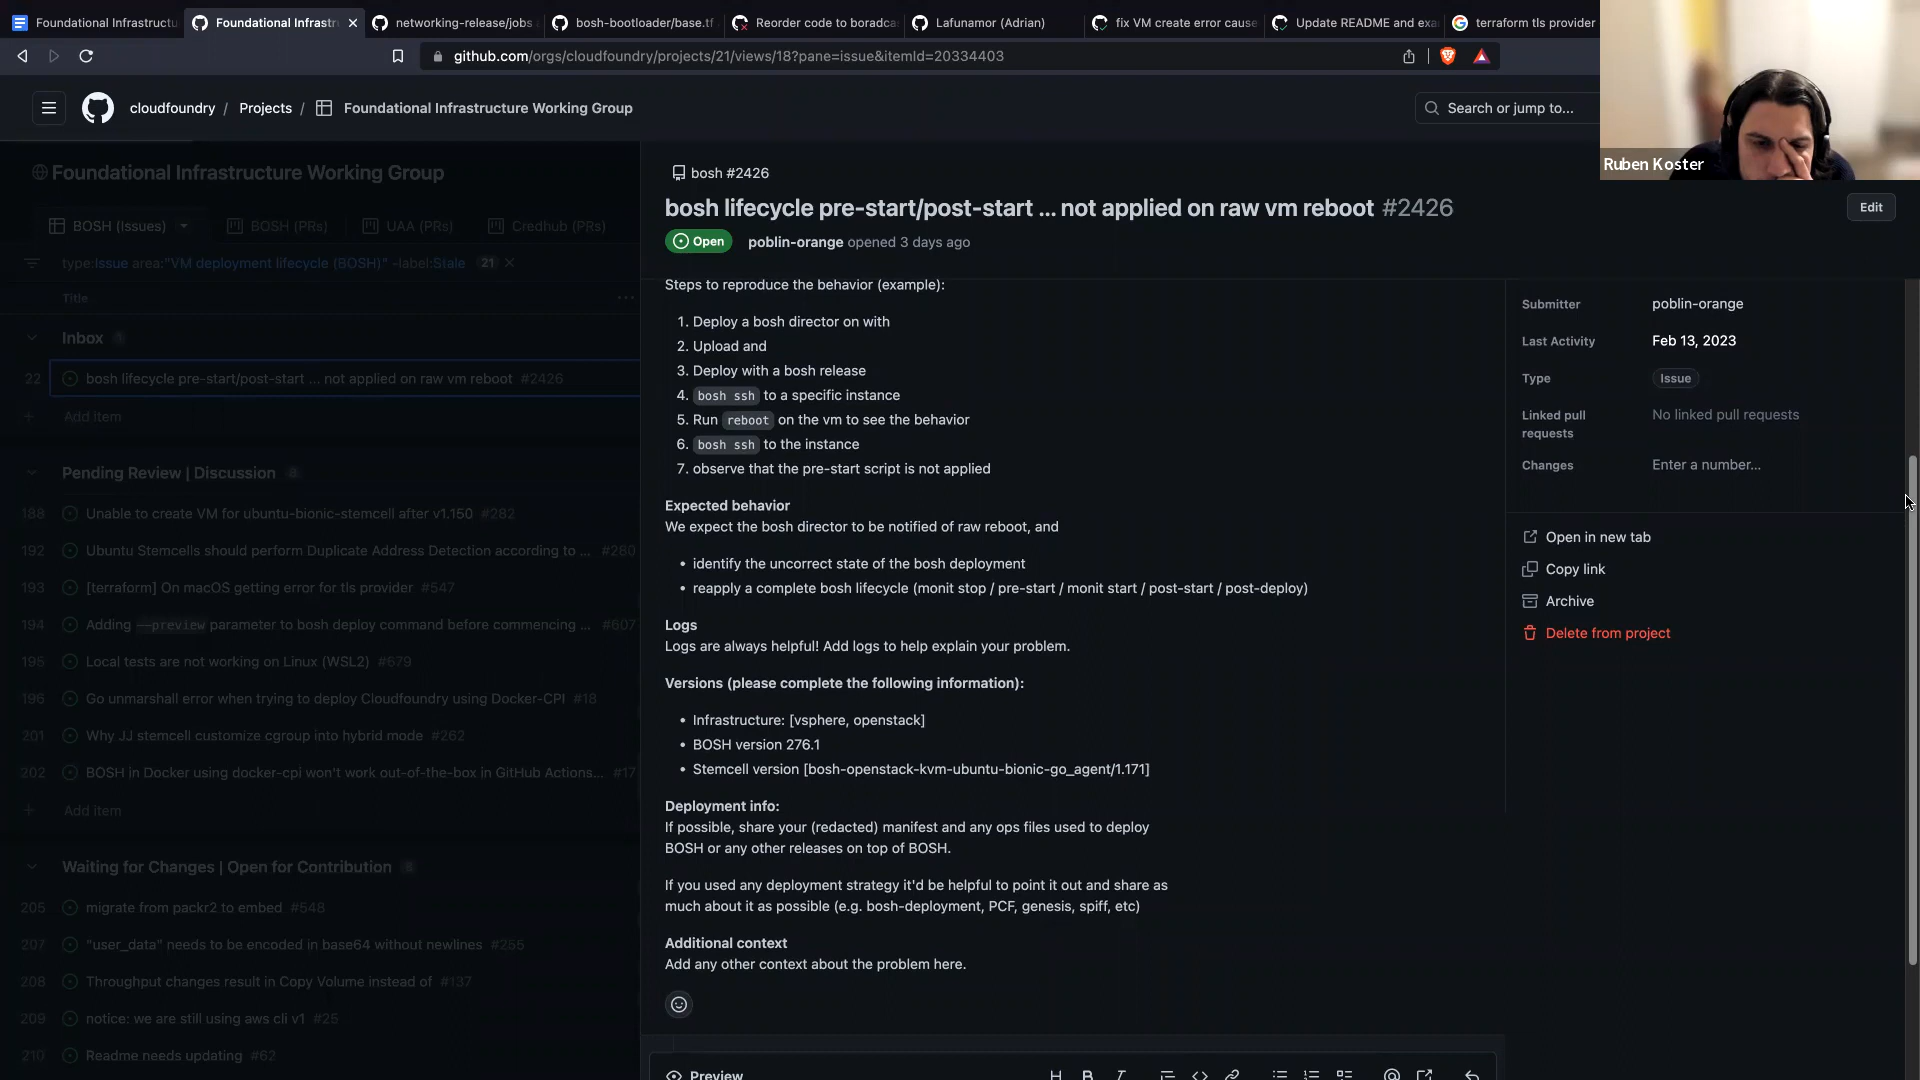 Foundational Infrastructu
Foundational Infrastr
networking-release/jobs
bosh-bootloader/base.tf
Reorder code to boradca
Lafunamor (Adrian)
fix VM create error cause
Update README and exa
terraform tls provider
github.com/orgs/cloudfoundry/projects/21/views/18?pane=issue&itemId=20334403
cloudfoundry / Projects / Foundational Infrastructure Working Group
Search or jump to...
Ruben Koster
Foundational Infrastructure Working Group
BOSH (Issues)
BOSH (PRs)
UAA (PRs)
Credhub (PRs)
type:Issue area:"VM deployment lifecycle (BOSH)" -label:Stale 21
Title
Inbox 1
22 bosh lifecycle pre-start/post-start ... not applied on raw vm reboot #2426
Add item
Pending Review | Discussion 8
188 Unable to create VM for ubuntu-bionic-stemcell after v1.150 #282
192 Ubuntu Stemcells should perform Duplicate Address Detection according to ... #280
193 [terraform] On macOS getting error for tls provider #547
194 Adding --preview parameter to bosh deploy command before commencing ... #607
195 Local tests are not working on Linux (WSL2) #679
196 Go unmarshall error when trying to deploy Cloudfoundry using Docker-CPI #18
201 Why JJ stemcell customize cgroup into hybrid mode #262
202 BOSH in Docker using docker-cpi won't work out-of-the-box in GitHub Actions... #17
Add item
Waiting for Changes | Open for Contribution
205 migrate from packr2 to embed #548
207 "user_data" needs to be encoded in base64 without newlines #255
208 Throughput changes result in Copy Volume instead of #137
209 notice: we are still using aws cli v1 #25
210 Readme needs updating #62
bosh #2426
bosh lifecycle pre-start/post-start ... not applied on raw vm reboot #2426
Edit
Open
poblin-orange opened 3 days ago
Steps to reproduce the behavior (example):
1. Deploy a bosh director on with
2. Upload and
3. Deploy with a bosh release
4. bosh ssh to a specific instance
5. Run reboot on the vm to see the behavior
6. bosh ssh to the instance
7. observe that the pre-start script is not applied
Expected behavior
We expect the bosh director to be notified of raw reboot, and
• identify the uncorrect state of the bosh deployment
• reapply a complete bosh lifecycle (monit stop / pre-start / monit start / post-start / post-deploy)
Logs
Logs are always helpful! Add logs to help explain your problem.
Versions (please complete the following information):
• Infrastructure: [vsphere, openstack]
• BOSH version 276.1
• Stemcell version [bosh-openstack-kvm-ubuntu-bionic-go_agent/1.171]
Deployment info:
If possible, share your (redacted) manifest and any ops files used to deploy
BOSH or any other releases on top of BOSH.
If you used any deployment strategy it'd be helpful to point it out and share as
much about it as possible (e.g. bosh-deployment, PCF, genesis, spiff, etc)
Additional context
Add any other context about the problem here.
Preview
Submitter poblin-orange
Last Activity Feb 13, 2023
Type Issue
Linked pull
requests
No linked pull requests
Changes Enter a number...
Open in new tab
Copy link
Archive
Delete from project